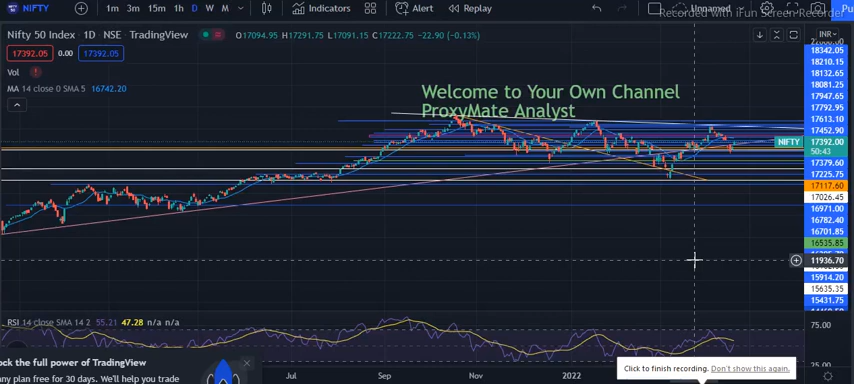 NIFTY 1m 3m 15m 1h D W M Indicators Alert Replay Unnamed Pu
Recorded with iFun Screen Recorder
Nifty 50 Index · 1D · NSE · TradingView O17094.95 H17291.75 L17091.15 C17222.75 -22.90 (-0.13%) INR
17392.05 0.00 17392.05
Vol
MA 14 close 0 SMA 5 16742.20
Welcome to Your Own Channel
ProxyMate Analyst
18342.05
18210.15
18132.65
18081.25
17947.65
17792.95
17613.10
17452.90
NIFTY 17392.00
50:43
17379.60
17225.75
17117.60
17026.45
16971.00
16782.40
16701.85
16535.85
11936.70
15914.20
15635.35
15431.75
RSI 14 close SMA 14 2 55.21 47.28 n/a n/a
75.00
25.00
ock the full power of TradingView
any plan free for 30 days. We'll help you trade
Click to finish recording. Don't show this again.
Jul Sep Nov 2022